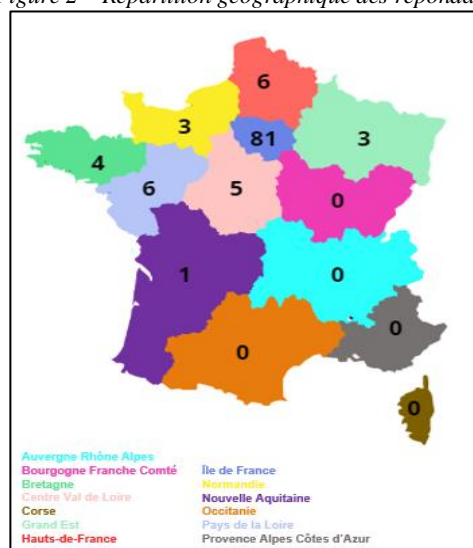 Figure 2 – Répartition géographique des réponda
6
3
81
3
4
6
5
0
1
0
0
0
0
Auvergne Rhône Alpes
Bourgogne Franche Comté
Bretagne
Centre Val de Loire
Corse
Grand Est
Hauts-de-France
Île de France
Normandie
Nouvelle Aquitaine
Occitanie
Pays de la Loire
Provence Alpes Côtes d'Azur